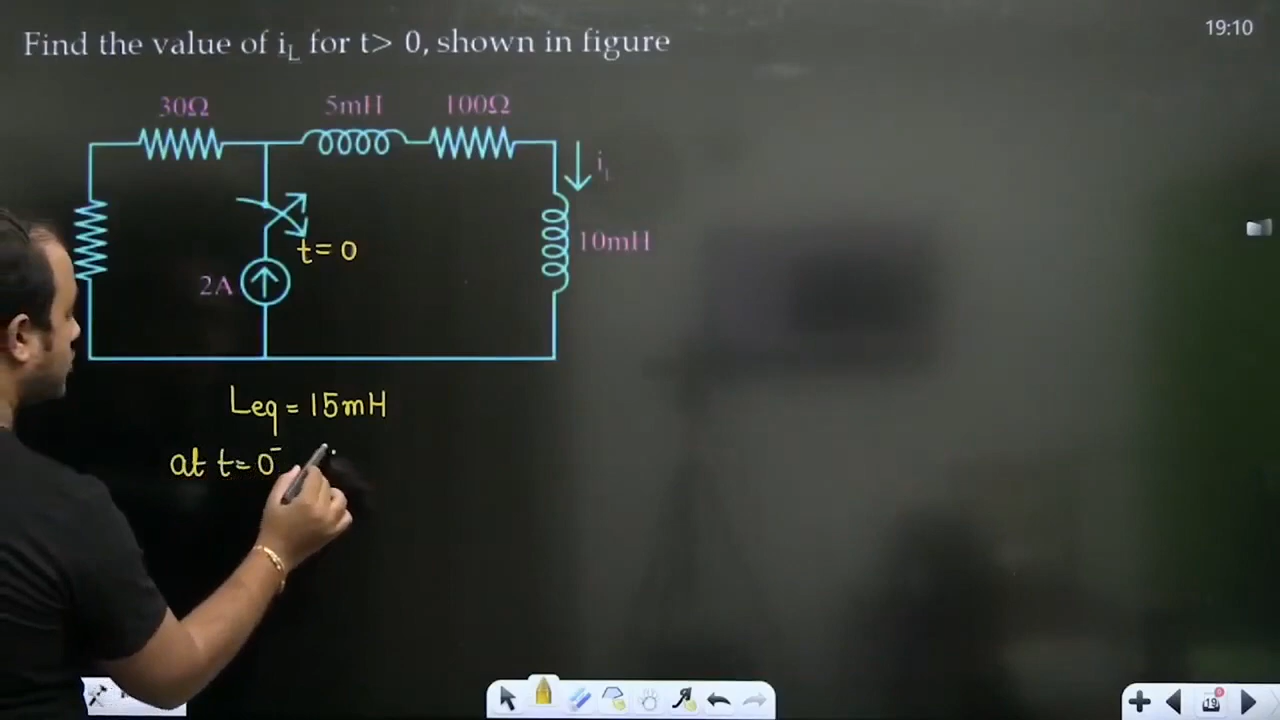 19:10
Find the value of iL for t> 0, shown in figure
30Ω 5mH 100Ω
iL
t=0
10mH
2A
Leq = 15mH
at t=0⁻
19